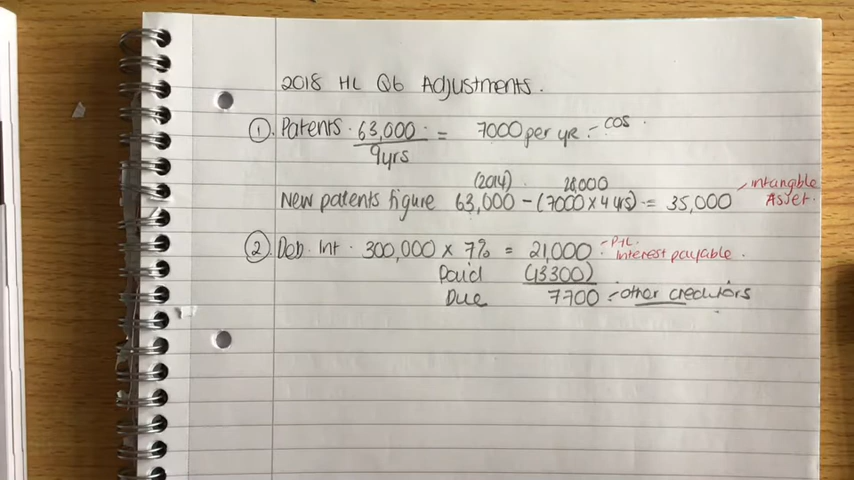 2018 HL Q6 Adjustments.
① Patents. 63,000 = 7000 per yr - COS.
9yrs
(2014) 28,000
New patents figure 63,000 - (7000 x 4 yrs) = 35,000 - intangible Asset.
② Deb. Int. 300,000 x 7% = 21,000 - P+L interest payable.
Paid (13300)
Due 7700 - other creditors